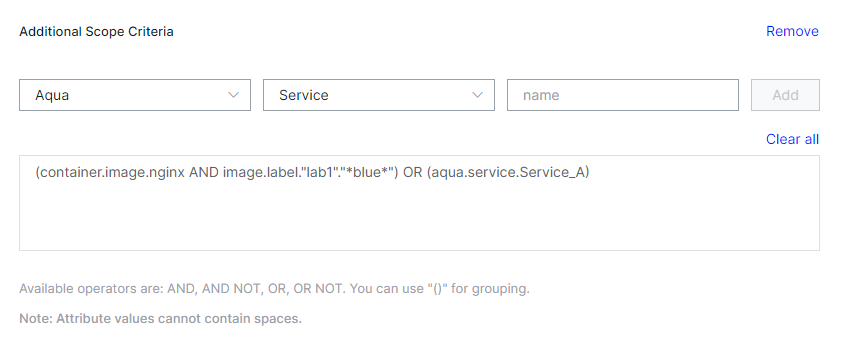 Additional Scope Criteria Remove
Aqua Service name Add
Clear all
(container.image.nginx AND image.label."lab1"."*blue*") OR (aqua.service.Service_A)
Available operators are: AND, AND NOT, OR, OR NOT. You can use "()" for grouping.
Note: Attribute values cannot contain spaces.